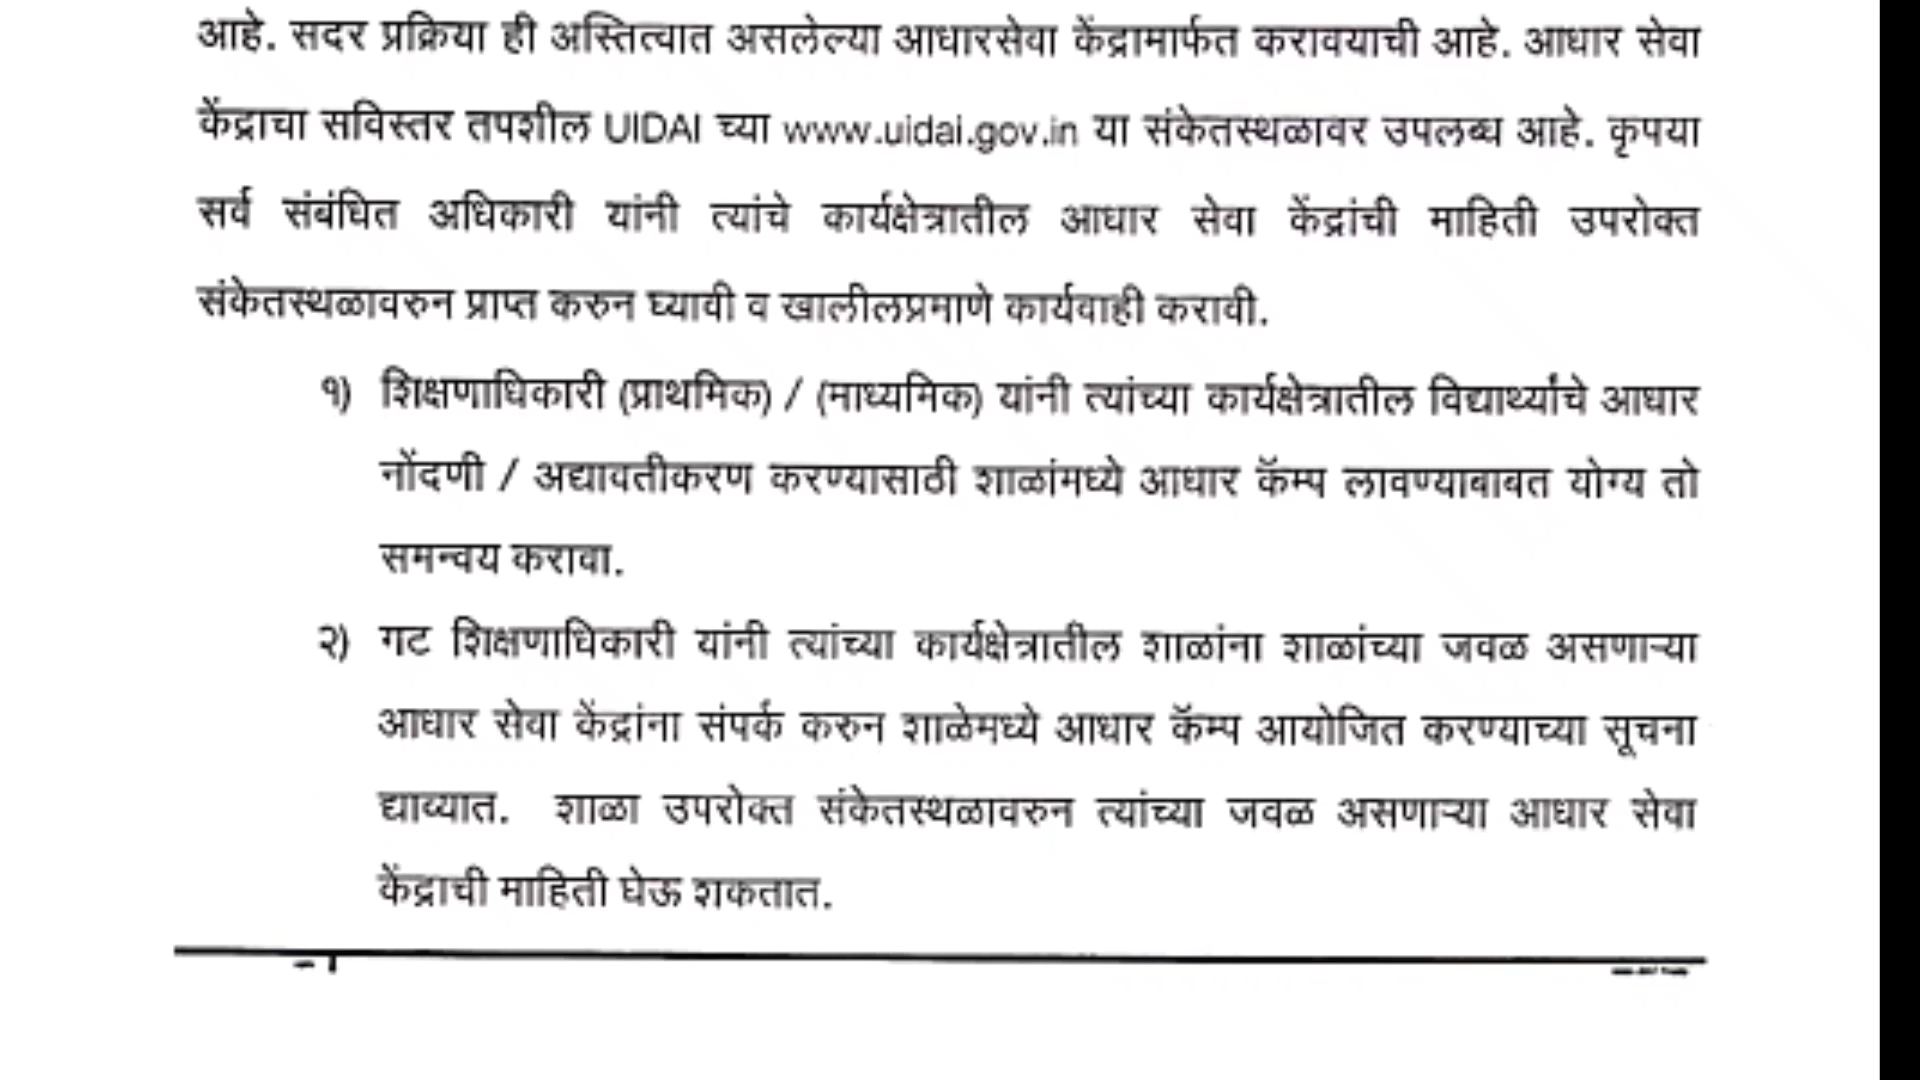 आहे. सदर प्रक्रिया ही अस्तित्वात असलेल्या आधारसेवा केंद्रामार्फत करावयाची आहे. आधार सेवा
केंद्राचा सविस्तर तपशील UIDAI च्या www.uidai.gov.in या संकेतस्थळावर उपलब्ध आहे. कृपया
सर्व संबंधित अधिकारी यांनी त्यांचे कार्यक्षेत्रातील आधार सेवा केंद्रांची माहिती उपरोक्त
संकेतस्थळावरुन प्राप्त करुन घ्यावी व खालीलप्रमाणे कार्यवाही करावी.
१) शिक्षणाधिकारी (प्राथमिक) / (माध्यमिक) यांनी त्यांच्या कार्यक्षेत्रातील विद्यार्थ्यांचे आधार
नोंदणी / अद्यावतीकरण करण्यासाठी शाळांमध्ये आधार कॅम्प लावण्याबाबत योग्य तो
समन्वय करावा.
२) गट शिक्षणाधिकारी यांनी त्यांच्या कार्यक्षेत्रातील शाळांना शाळांच्या जवळ असणाऱ्या
आधार सेवा केंद्रांना संपर्क करुन शाळेमध्ये आधार कॅम्प आयोजित करण्याच्या सूचना
द्याव्यात. शाळा उपरोक्त संकेतस्थळावरुन त्यांच्या जवळ असणाऱ्या आधार सेवा
केंद्राची माहिती घेऊ शकतात.